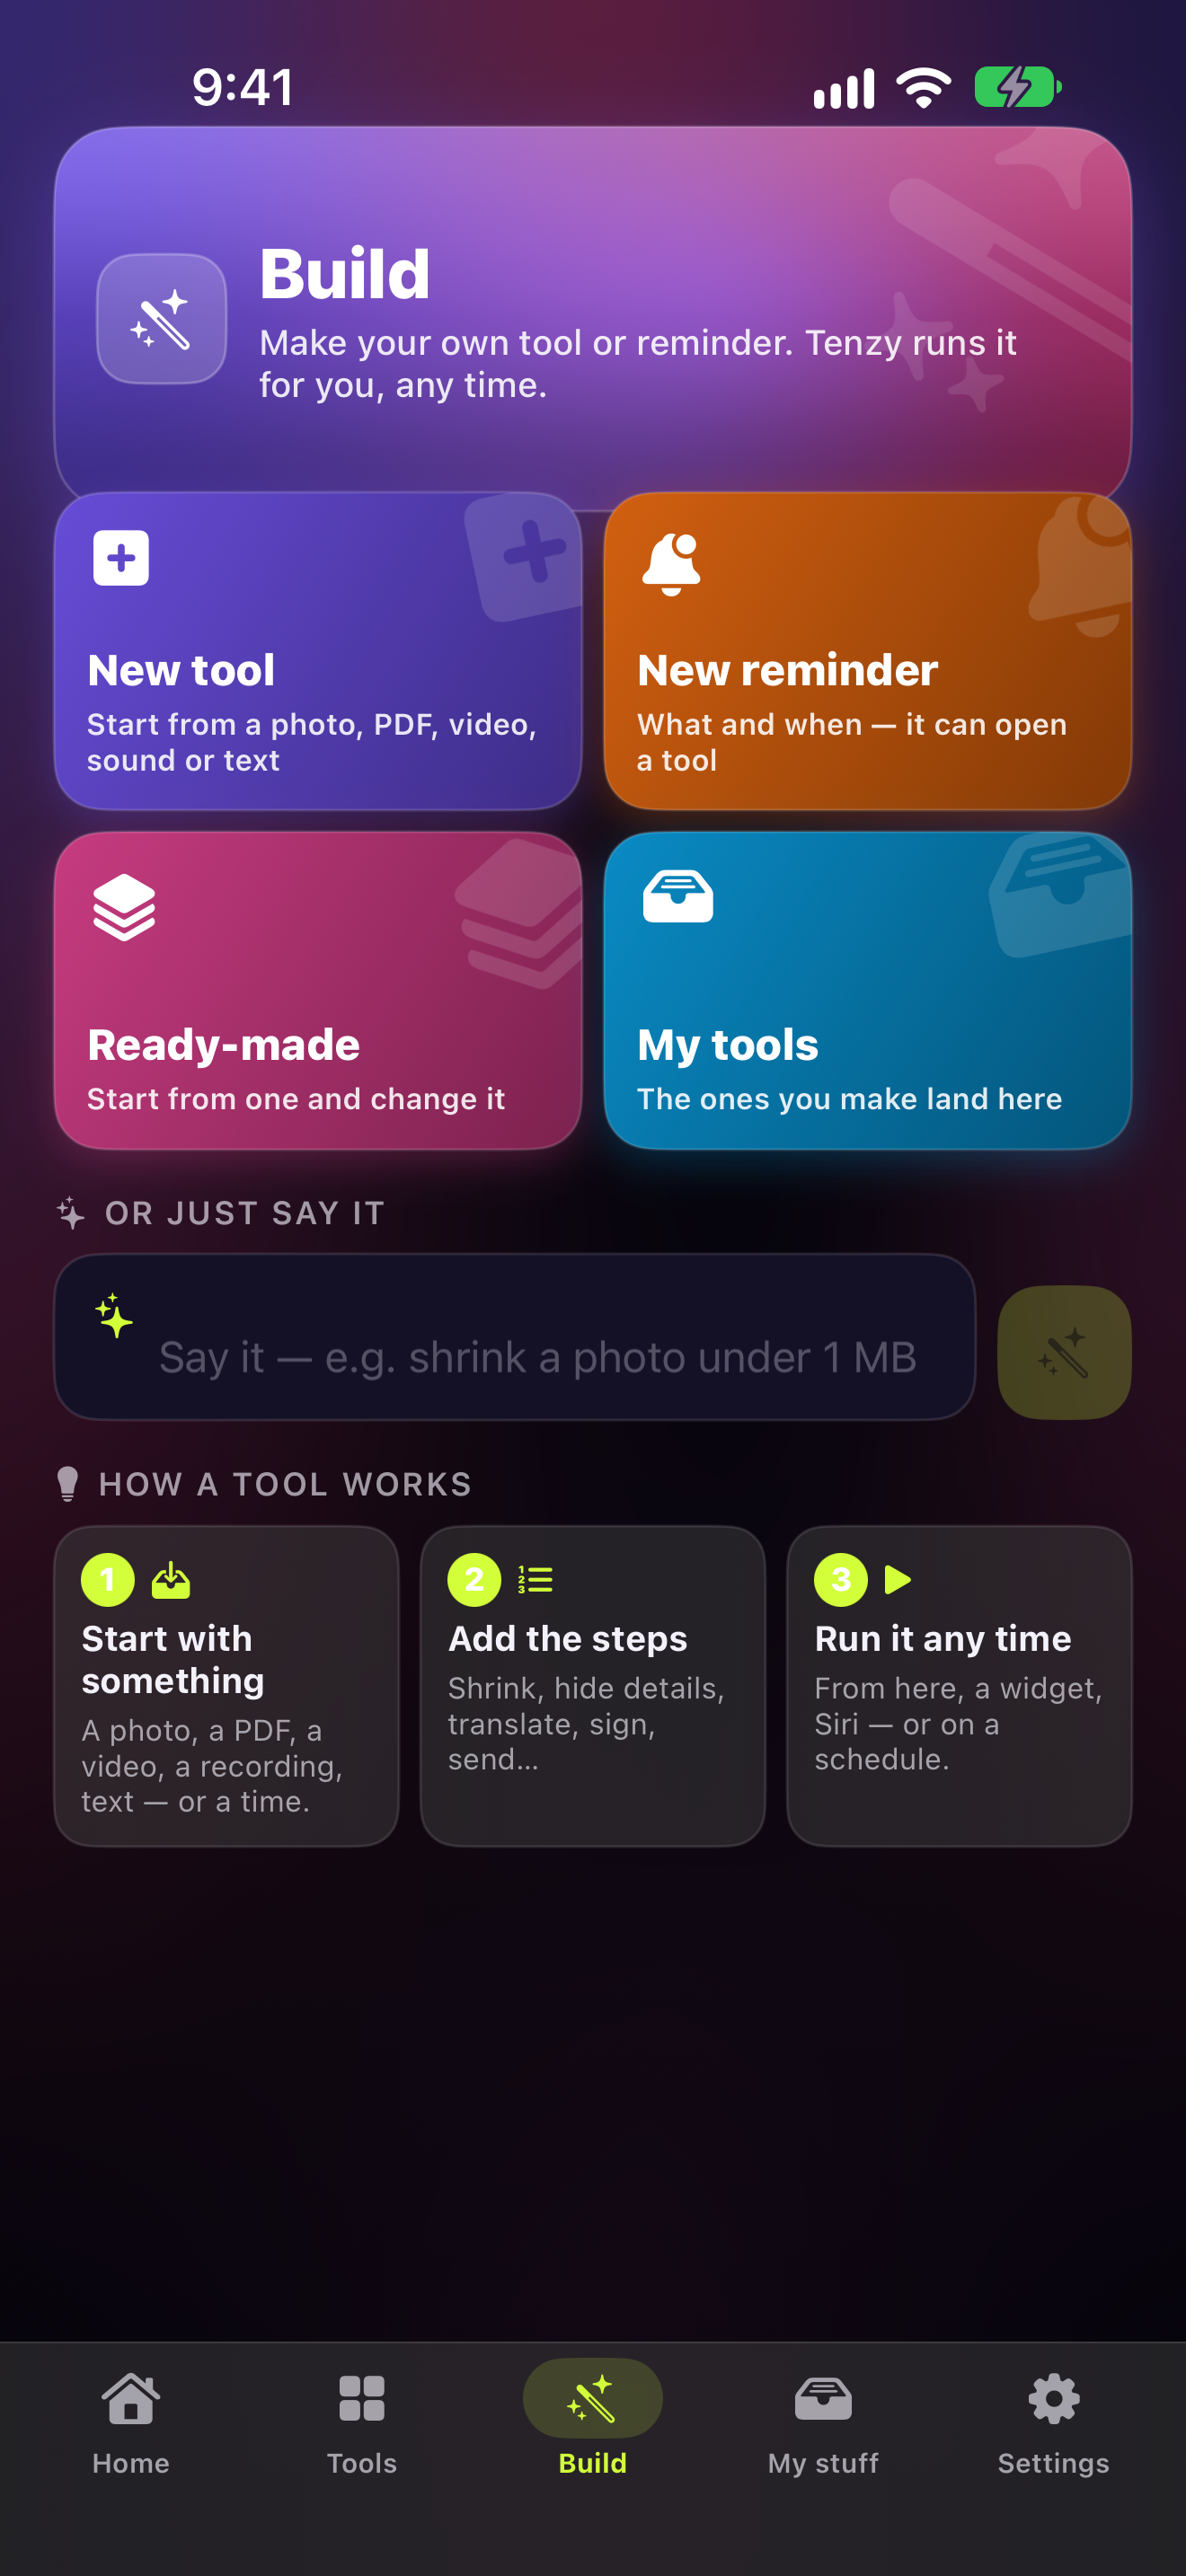 9:41
Build
Make your own tool or reminder. Tenzy runs it
for you, any time.
New tool
Start from a photo, PDF, video,
sound or text
New reminder
What and when — it can open
a tool
Ready-made
Start from one and change it
My tools
The ones you make land here
OR JUST SAY IT
Say it — e.g. shrink a photo under 1 MB
HOW A TOOL WORKS
1
Start with
something
A photo, a PDF, a
video, a recording,
text — or a time.
2
Add the steps
Shrink, hide details,
translate, sign,
send...
3
Run it any time
From here, a widget,
Siri — or on a
schedule.
Home
Tools
Build
My stuff
Settings